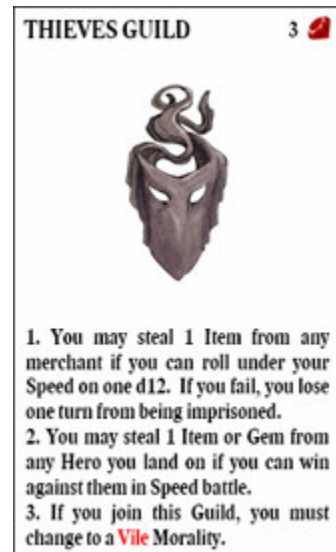 THIEVES GUILD 3
1. You may steal 1 Item from any
merchant if you can roll under your
Speed on one d12. If you fail, you lose
one turn from being imprisoned.
2. You may steal 1 Item or Gem from
any Hero you land on if you can win
against them in Speed battle.
3. If you join this Guild, you must
change to a Vile Morality.